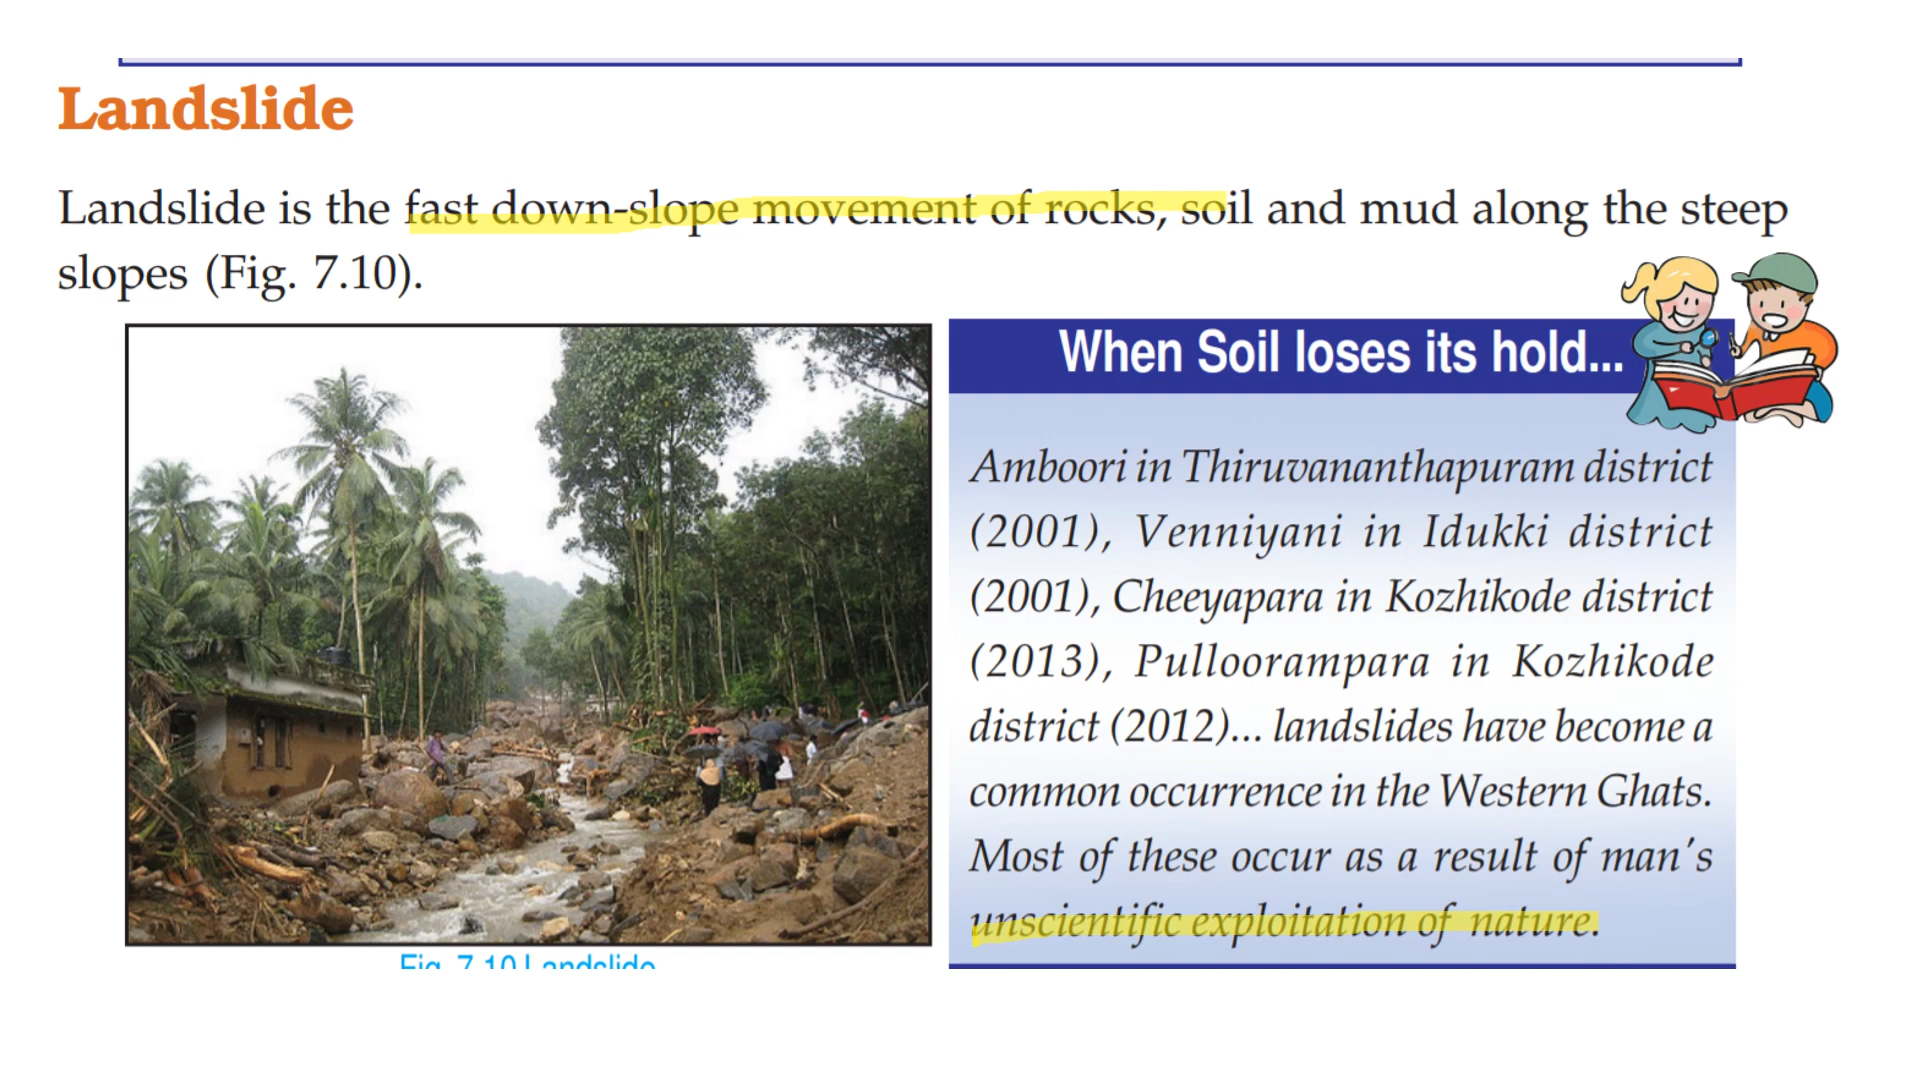 Landslide
Landslide is the fast down-slope movement of rocks, soil and mud along the steep
slopes (Fig. 7.10).
When Soil loses its hold...
Amboori in Thiruvananthapuram district
(2001), Venniyani in Idukki district
(2001), Cheeyapara in Kozhikode district
(2013), Pulloorampara in Kozhikode
district (2012)... landslides have become a
common occurrence in the Western Ghats.
Most of these occur as a result of man's
unscientific exploitation of nature.
Fig. 7.10 Landslide